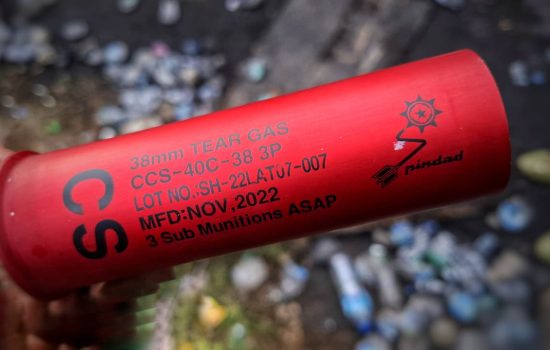 CS
38mm TEAR GAS
CCS-40C-38 3P
LOT NO.:SH-22LAT07-007
MFD:NOV,2022
3 Sub Munitions ASAP
pindad